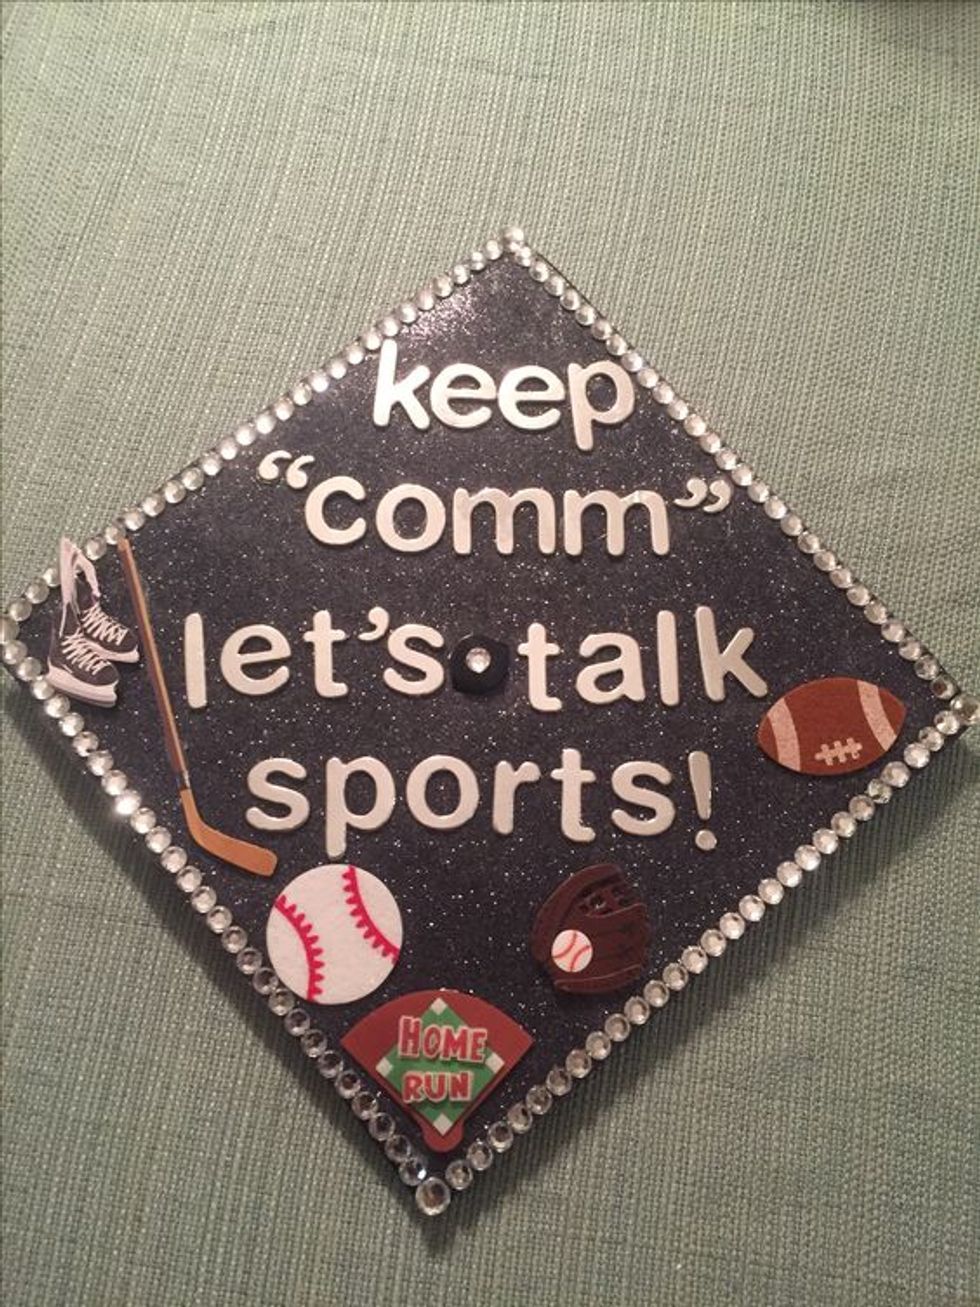 keep
“comm”
let’s talk
sports!
HOME
RUN